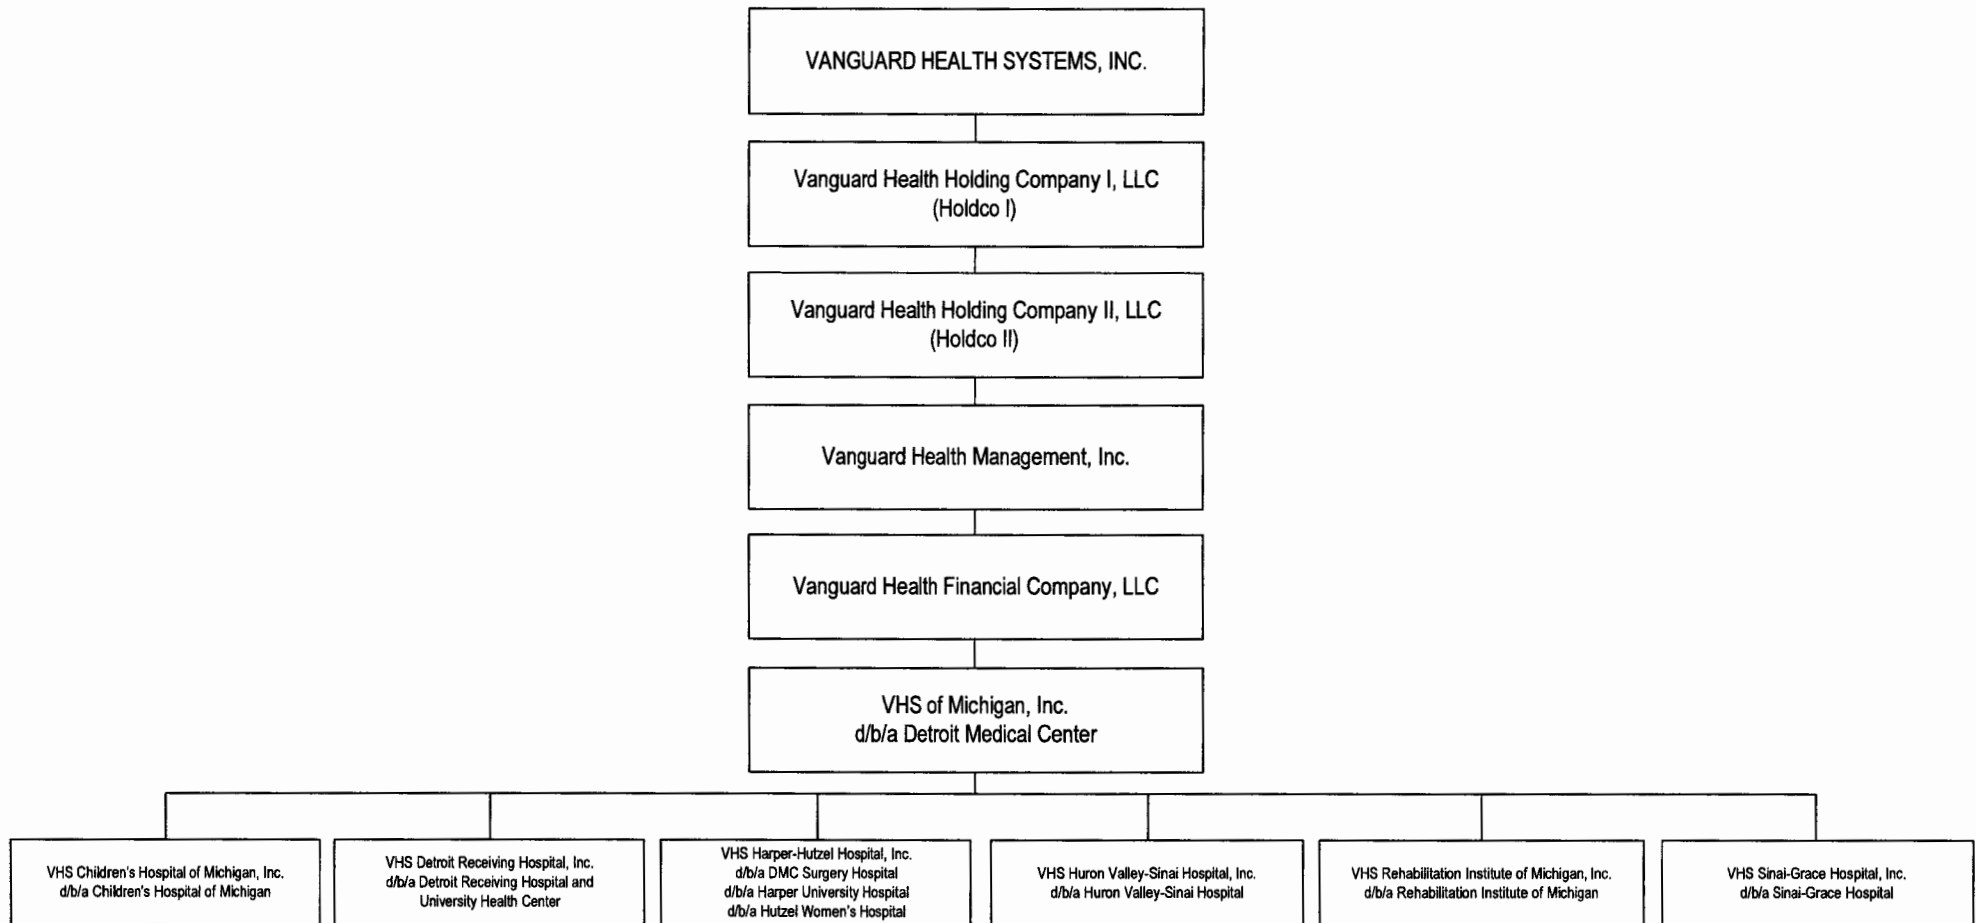 VANGUARD HEALTH SYSTEMS, INC.
Vanguard Health Holding Company I, LLC
(Holdco I)
Vanguard Health Holding Company II, LLC
(Holdco II)
Vanguard Health Management, Inc.
Vanguard Health Financial Company, LLC
VHS of Michigan, Inc.
d/b/a Detroit Medical Center
VHS Children's Hospital of Michigan, Inc.
d/b/a Children's Hospital of Michigan
VHS Detroit Receiving Hospital, Inc.
d/b/a Detroit Receiving Hospital and
University Health Center
VHS Harper-Hutzel Hospital, Inc.
d/b/a DMC Surgery Hospital
d/b/a Harper University Hospital
d/b/a Hutzel Women's Hospital
VHS Huron Valley-Sinai Hospital, Inc.
d/b/a Huron Valley-Sinai Hospital
VHS Rehabilitation Institute of Michigan, Inc.
d/b/a Rehabilitation Institute of Michigan
VHS Sinai-Grace Hospital, Inc.
d/b/a Sinai-Grace Hospital